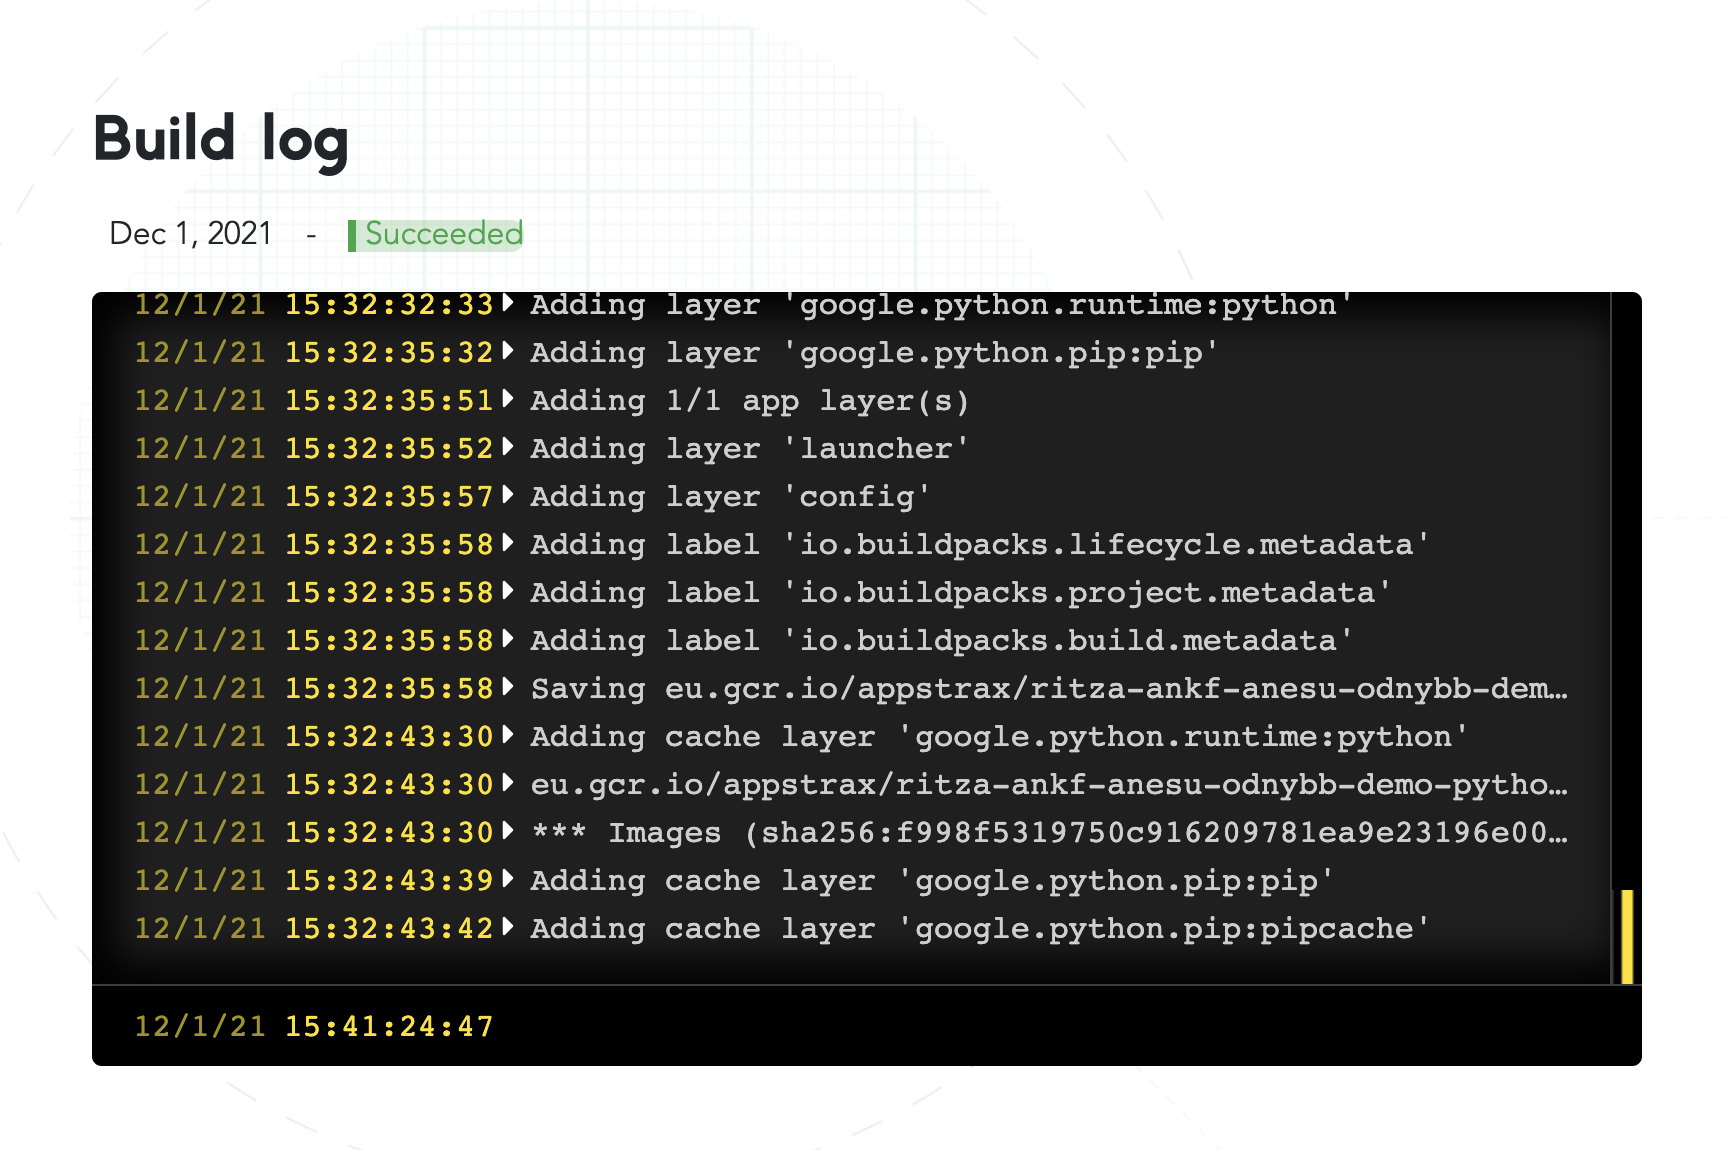 Build log
Dec 1, 2021 - Succeeded
12/1/21 15:32:32:33 Adding layer 'google.python.runtime:python'
12/1/21 15:32:35:32 Adding layer 'google.python.pip:pip'
12/1/21 15:32:35:51 Adding 1/1 app layer(s)
12/1/21 15:32:35:52 Adding layer 'launcher'
12/1/21 15:32:35:57 Adding layer 'config'
12/1/21 15:32:35:58 Adding label 'io.buildpacks.lifecycle.metadata'
12/1/21 15:32:35:58 Adding label 'io.buildpacks.project.metadata'
12/1/21 15:32:35:58 Adding label 'io.buildpacks.build.metadata'
12/1/21 15:32:35:58 Saving eu.gcr.io/appstrax/ritza-ankf-anesu-odnybb-dem…
12/1/21 15:32:43:30 Adding cache layer 'google.python.runtime:python'
12/1/21 15:32:43:30 eu.gcr.io/appstrax/ritza-ankf-anesu-odnybb-demo-pytho…
12/1/21 15:32:43:30 *** Images (sha256:f998f5319750c916209781ea9e23196e00…
12/1/21 15:32:43:39 Adding cache layer 'google.python.pip:pip'
12/1/21 15:32:43:42 Adding cache layer 'google.python.pip:pipcache'
12/1/21 15:41:24:47